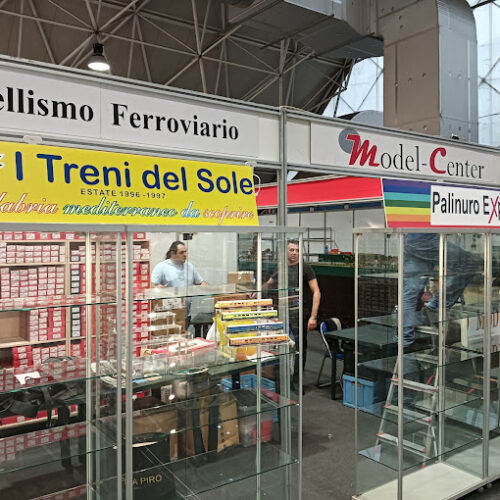 ellismo Ferroviario
I Treni del Sole
ESTATE 1996-1997
labria mediterraneo da scoprire
Model-Center
Palinuro Ex
A PIRO